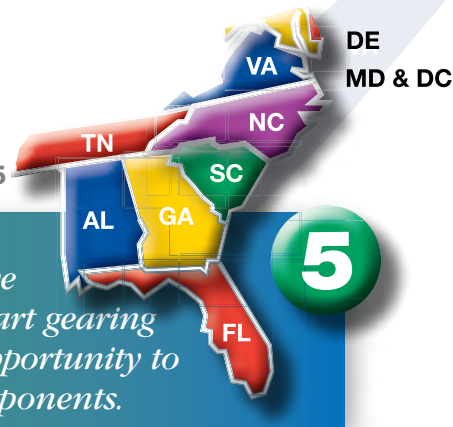 DE
VA
MD & DC
NC
TN
SC
AL
GA
5
FL
art gearing
pportunity to
ponents.